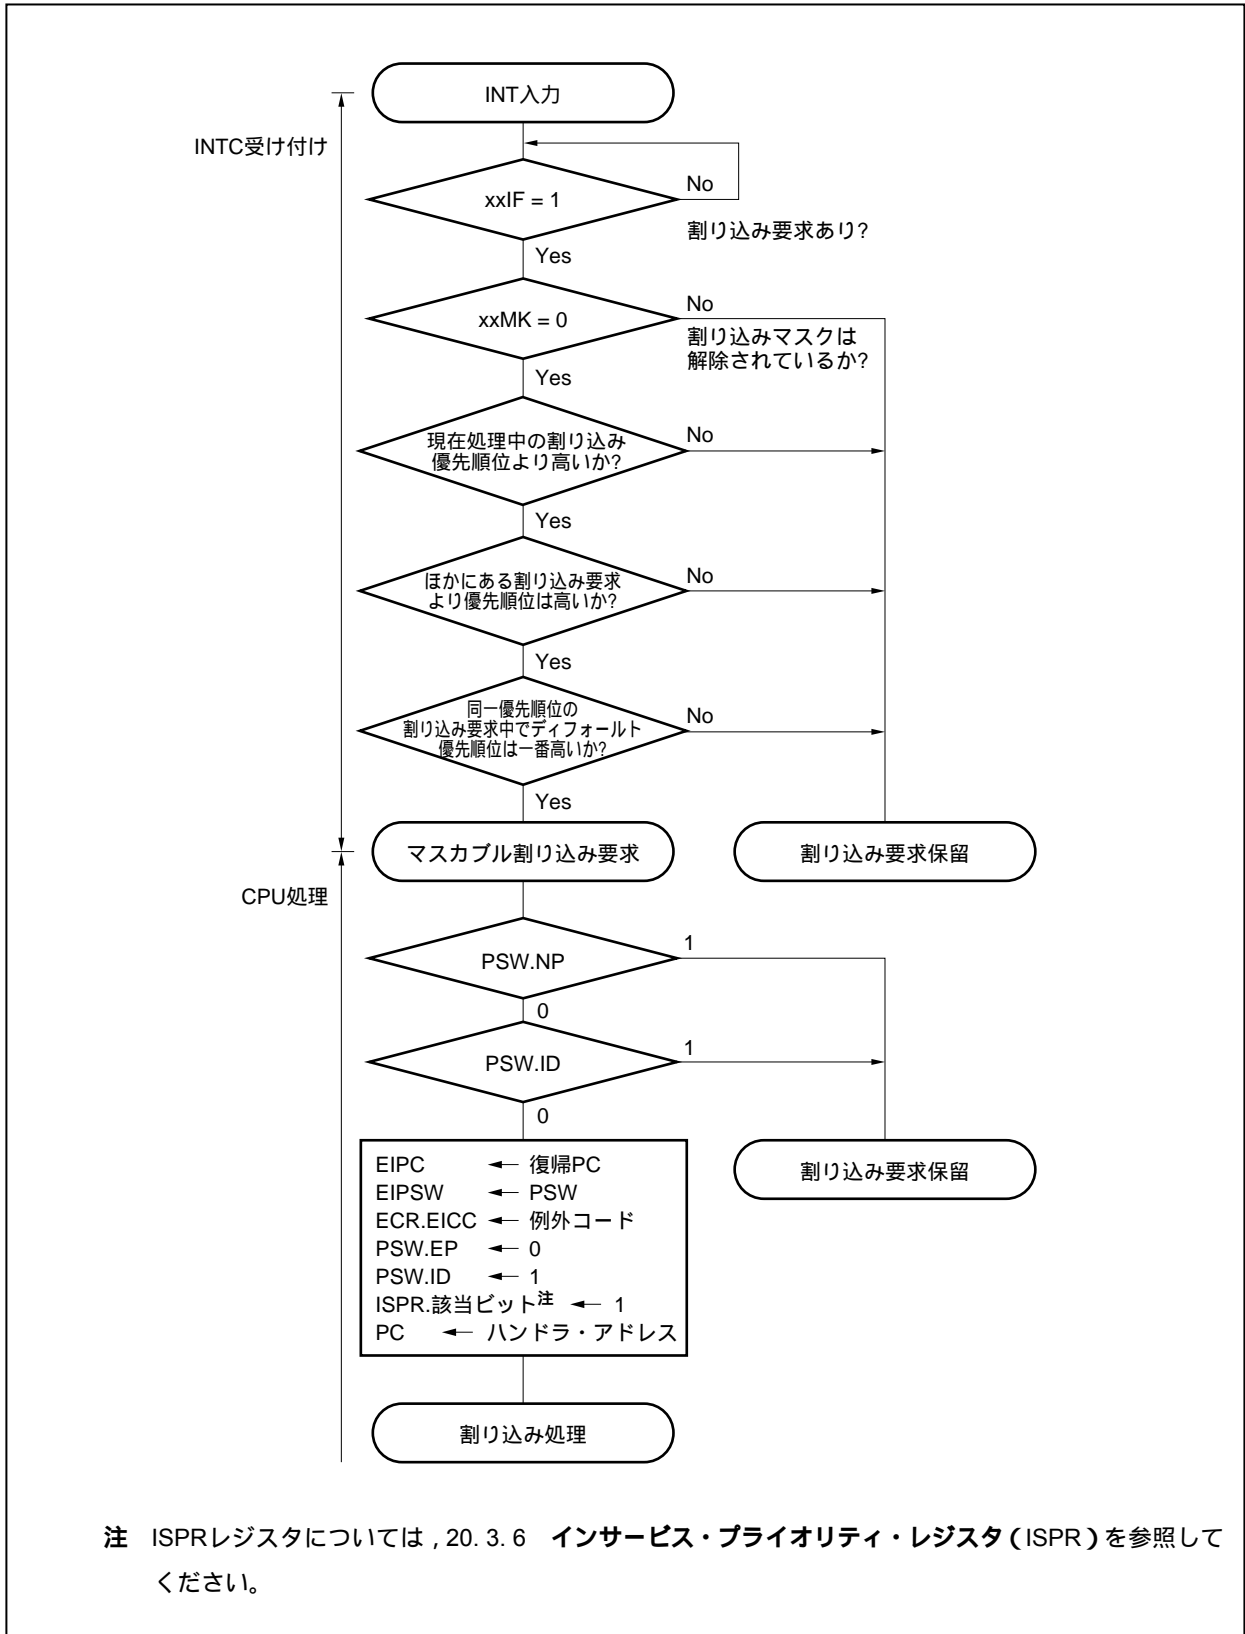 INT入力
INTC受け付け
xxIF = 1
No
割り込み要求あり?
Yes
xxMK = 0
No
割り込みマスクは
解除されているか?
Yes
現在処理中の割り込み
優先順位より高いか?
No
Yes
ほかにある割り込み要求
より優先順位は高いか?
No
Yes
同一優先順位の
割り込み要求中でディフォールト
優先順位は一番高いか?
No
Yes
マスカブル割り込み要求
割り込み要求保留
CPU処理
PSW.NP
1
0
PSW.ID
1
0
EIPC ← 復帰PC
EIPSW ← PSW
ECR.EICC ← 例外コード
PSW.EP ← 0
PSW.ID ← 1
ISPR.該当ビット注 ← 1
PC ← ハンドラ・アドレス
割り込み要求保留
割り込み処理
注 ISPRレジスタについては，20. 3. 6 インサービス・プライオリティ・レジスタ（ISPR）を参照して
ください。